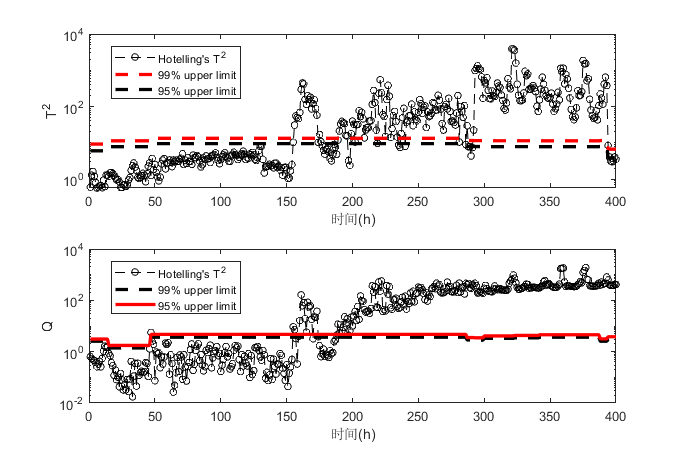 10^4
10^2
10^0
T^2
Hotelling's T^2
99% upper limit
95% upper limit
0 50 100 150 200 250 300 350 400
时间(h)
10^4
10^2
10^0
10^-2
Q
Hotelling's T^2
99% upper limit
95% upper limit
0 50 100 150 200 250 300 350 400
时间(h)